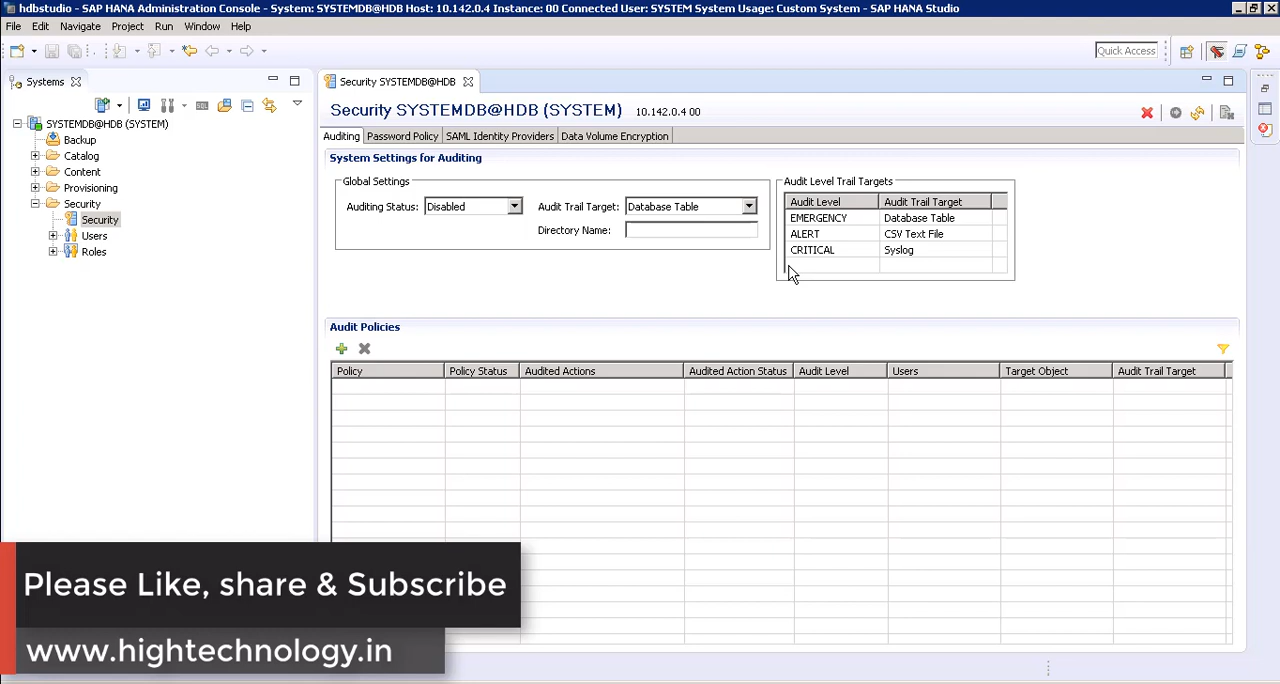 hdbstudio - SAP HANA Administration Console - System: SYSTEMDB@HDB Host: 10.142.0.4 Instance: 00 Connected User: SYSTEM System Usage: Custom System - SAP HANA Studio
File Edit Navigate Project Run Window Help
Quick Access
Systems
Security SYSTEMDB@HDB
SYSTEMDB@HDB (SYSTEM)
Backup
Catalog
Content
Provisioning
Security
Security
Users
Roles
Security SYSTEMDB@HDB (SYSTEM) 10.142.0.4 00
Auditing Password Policy SAML Identity Providers Data Volume Encryption
System Settings for Auditing
Global Settings
Auditing Status: Disabled Audit Trail Target: Database Table
Directory Name:
Audit Level Trail Targets
Audit Level Audit Trail Target
EMERGENCY Database Table
ALERT CSV Text File
CRITICAL Syslog
Audit Policies
Policy Policy Status Audited Actions Audited Action Status Audit Level Users Target Object Audit Trail Target
Please Like, share & Subscribe
www.hightechnology.in